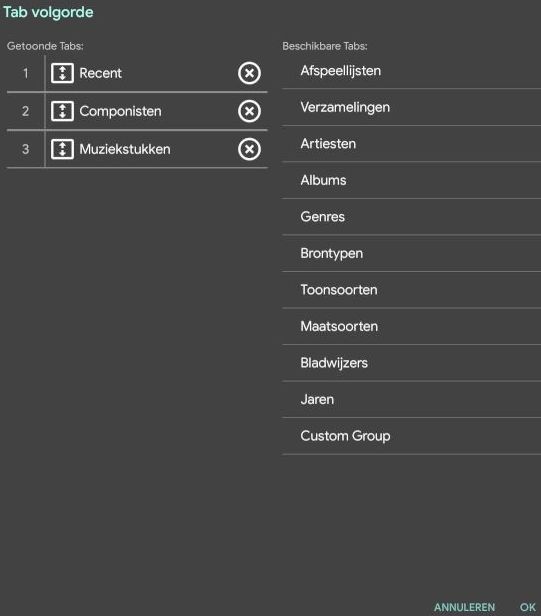 Tab volgorde
Getoonde Tabs:
1 Recent
2 Componisten
3 Muziekstukken
Beschikbare Tabs:
Afspeellijsten
Verzamelingen
Artiesten
Albums
Genres
Brontypen
Toonsoorten
Maatsoorten
Bladwijzers
Jaren
Custom Group
ANNULEREN OK